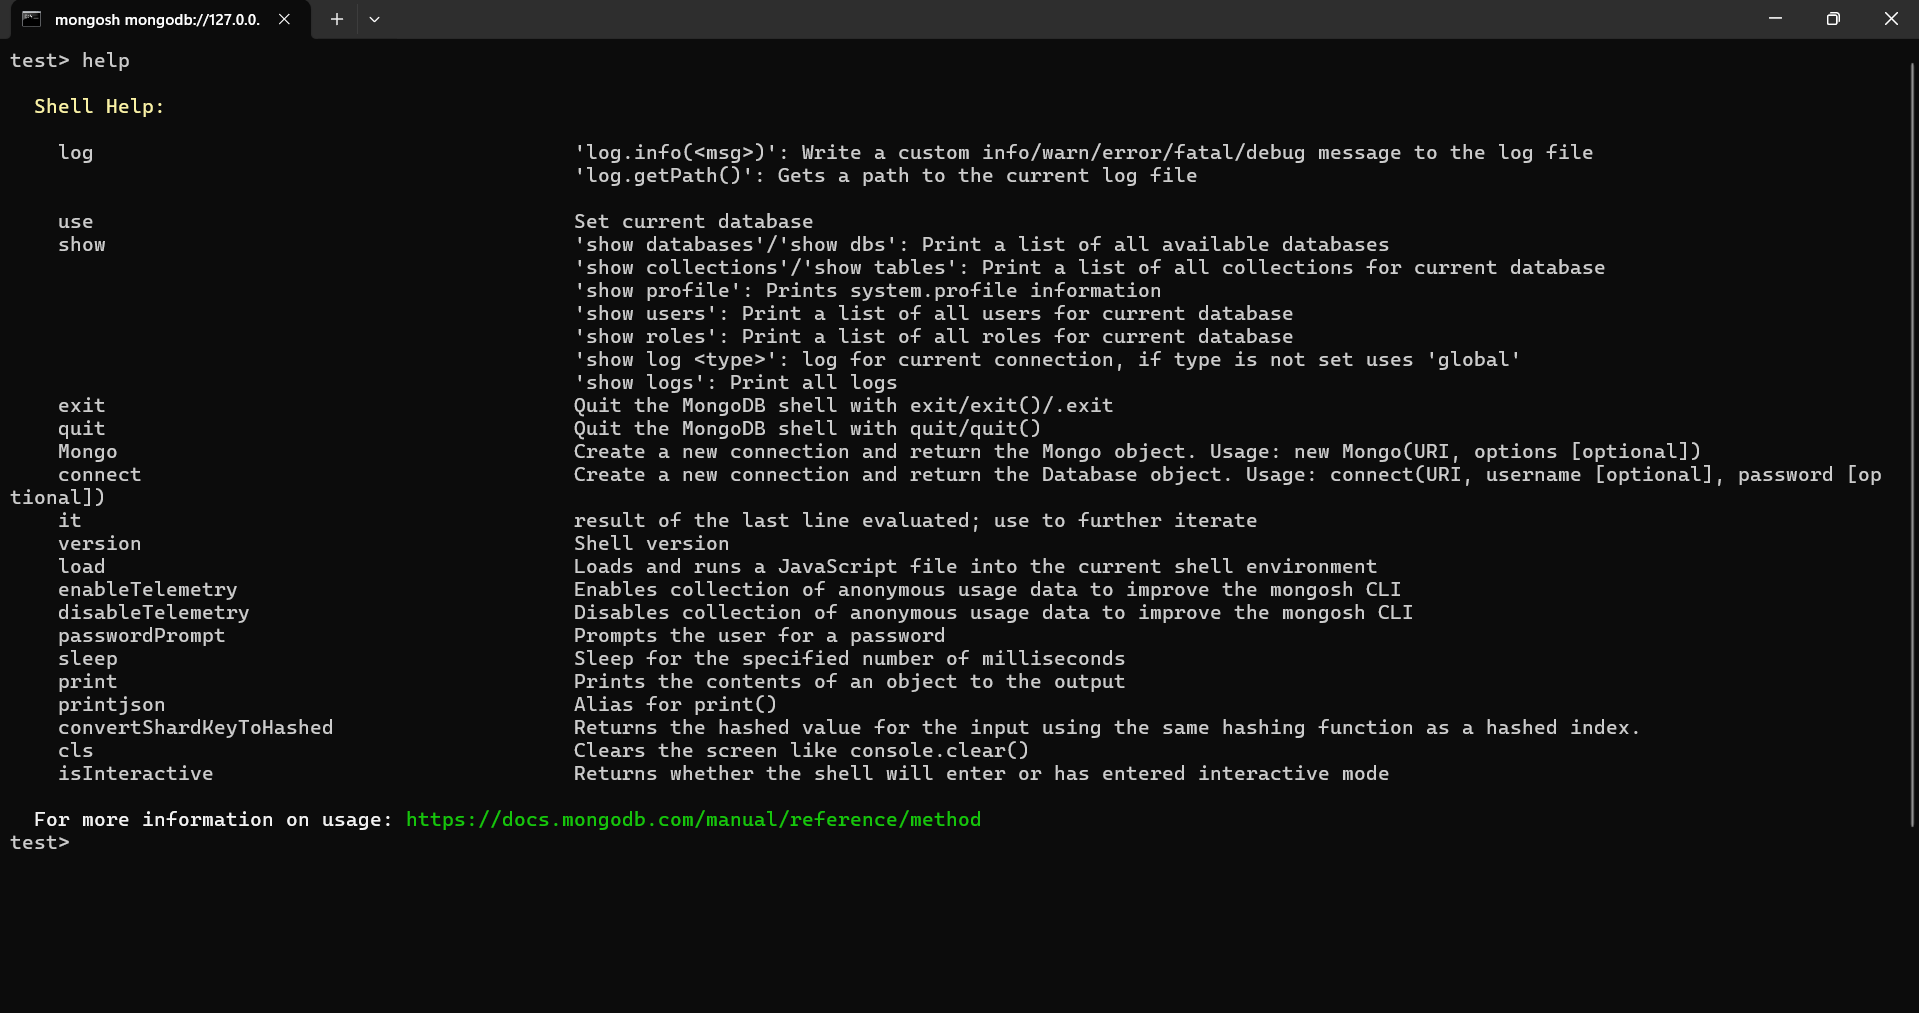 mongosh mongodb://127.0.0.
test> help
Shell Help:
log 'log.info(<msg>)': Write a custom info/warn/error/fatal/debug message to the log file
'log.getPath()': Gets a path to the current log file
use Set current database
show 'show databases'/'show dbs': Print a list of all available databases
'show collections'/'show tables': Print a list of all collections for current database
'show profile': Prints system.profile information
'show users': Print a list of all users for current database
'show roles': Print a list of all roles for current database
'show log <type>': log for current connection, if type is not set uses 'global'
'show logs': Print all logs
exit Quit the MongoDB shell with exit/exit()/.exit
quit Quit the MongoDB shell with quit/quit()
Mongo Create a new connection and return the Mongo object. Usage: new Mongo(URI, options [optional])
connect Create a new connection and return the Database object. Usage: connect(URI, username [optional], password [op
tional])
it result of the last line evaluated; use to further iterate
version Shell version
load Loads and runs a JavaScript file into the current shell environment
enableTelemetry Enables collection of anonymous usage data to improve the mongosh CLI
disableTelemetry Disables collection of anonymous usage data to improve the mongosh CLI
passwordPrompt Prompts the user for a password
sleep Sleep for the specified number of milliseconds
print Prints the contents of an object to the output
printjson Alias for print()
convertShardKeyToHashed Returns the hashed value for the input using the same hashing function as a hashed index.
cls Clears the screen like console.clear()
isInteractive Returns whether the shell will enter or has entered interactive mode
For more information on usage: https://docs.mongodb.com/manual/reference/method
test>